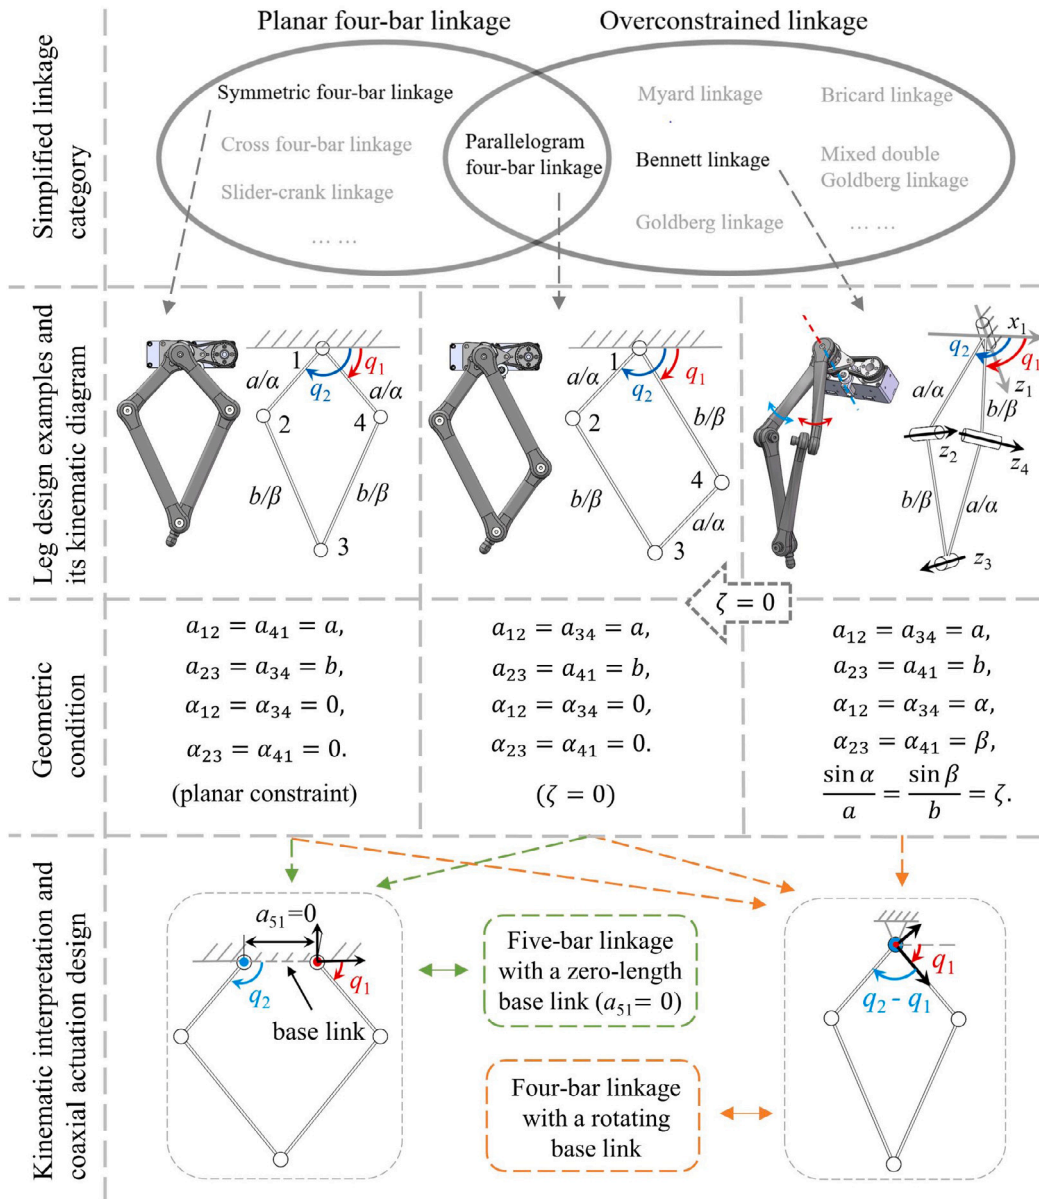 Planar four-bar linkage
Overconstrained linkage
Simplified linkage
category
Symmetric four-bar linkage
Cross four-bar linkage
Slider-crank linkage
... ...
Parallelogram
four-bar linkage
Myard linkage
Bricard linkage
Bennett linkage
Mixed double
Goldberg linkage
Goldberg linkage
... ...
Leg design examples and
its kinematic diagram
1
q₁
q₂
a/α
a/α
2
4
b/β
b/β
3
1
q₁
q₂
a/α
2
b/β
b/β
4
a/α
3
x₁
q₂
q₁
z₁
a/α
b/β
z₂
z₄
b/β
a/α
z₃
ζ = 0
Geometric
condition
a₁₂ = a₄₁ = a,
a₂₃ = a₃₄ = b,
α₁₂ = α₃₄ = 0,
α₂₃ = α₄₁ = 0.
(planar constraint)
a₁₂ = a₃₄ = a,
a₂₃ = a₄₁ = b,
α₁₂ = α₃₄ = 0,
α₂₃ = α₄₁ = 0.
(ζ = 0)
a₁₂ = a₃₄ = a,
a₂₃ = a₄₁ = b,
α₁₂ = α₃₄ = α,
α₂₃ = α₄₁ = β,
sin α / a = sin β / b = ζ.
Kinematic interpretation and
coaxial actuation design
a₅₁=0
q₂
q₁
base link
Five-bar linkage
with a zero-length
base link (a₅₁= 0)
Four-bar linkage
with a rotating
base link
q₁
q₂ - q₁